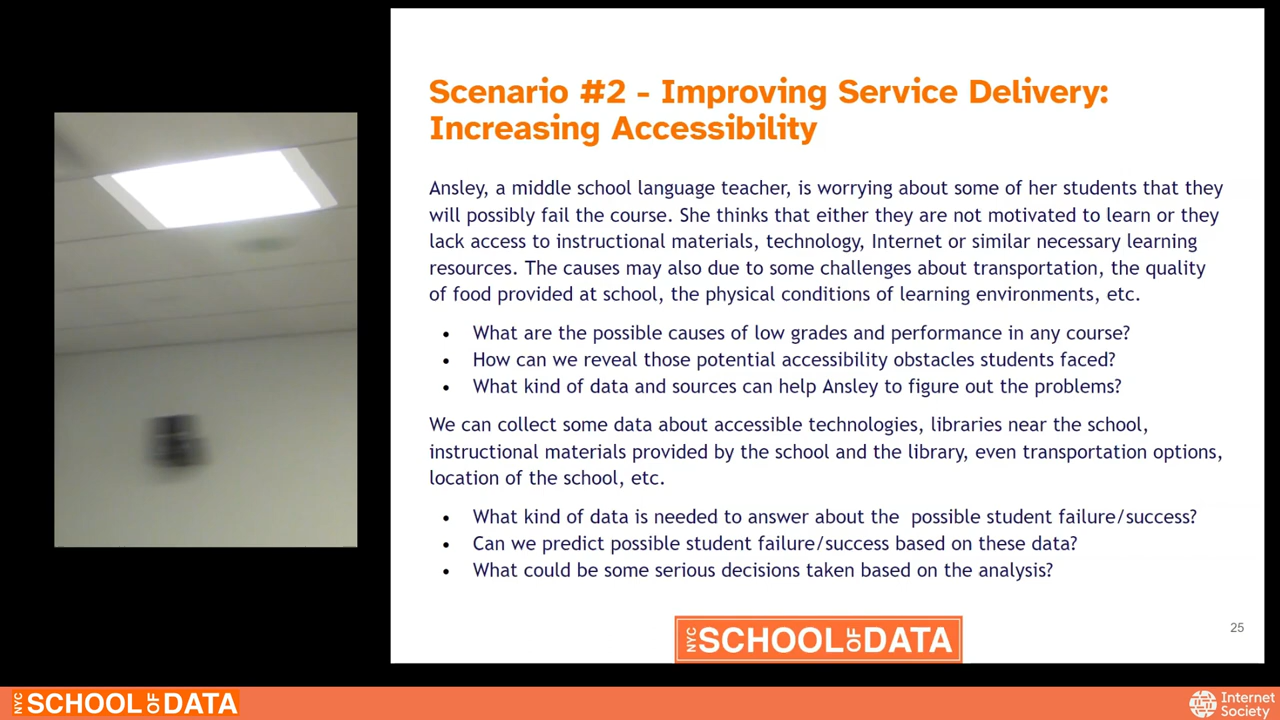 Scenario #2 - Improving Service Delivery:
Increasing Accessibility
Ansley, a middle school language teacher, is worrying about some of her students that they
will possibly fail the course. She thinks that either they are not motivated to learn or they
lack access to instructional materials, technology, Internet or similar necessary learning
resources. The causes may also due to some challenges about transportation, the quality
of food provided at school, the physical conditions of learning environments, etc.
• What are the possible causes of low grades and performance in any course?
• How can we reveal those potential accessibility obstacles students faced?
• What kind of data and sources can help Ansley to figure out the problems?
We can collect some data about accessible technologies, libraries near the school,
instructional materials provided by the school and the library, even transportation options,
location of the school, etc.
• What kind of data is needed to answer about the  possible student failure/success?
• Can we predict possible student failure/success based on these data?
• What could be some serious decisions taken based on the analysis?
NYC SCHOOL OF DATA
25
NYC SCHOOL OF DATA
Internet
Society